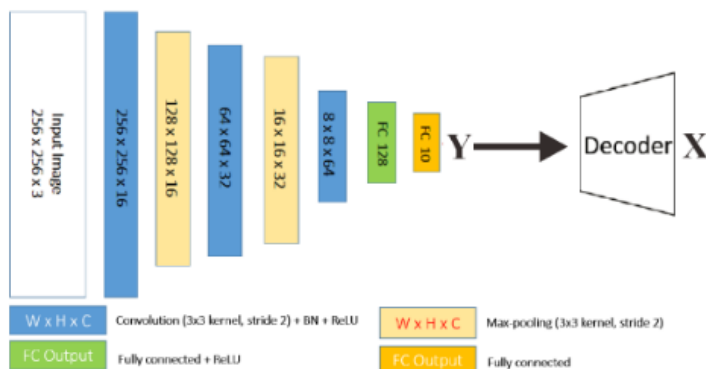 Input Image
256 x 256 x 3
256 x 256 x 16
128 x 128 x 16
64 x 64 x 32
16 x 16 x 32
8 x 8 x 64
FC 128
FC 10
Y
Decoder
X
W x H x C
Convolution (3x3 kernel, stride 2) + BN + ReLU
W x H x C
Max-pooling (3x3 kernel, stride 2)
FC Output
Fully connected + ReLU
FC Output
Fully connected